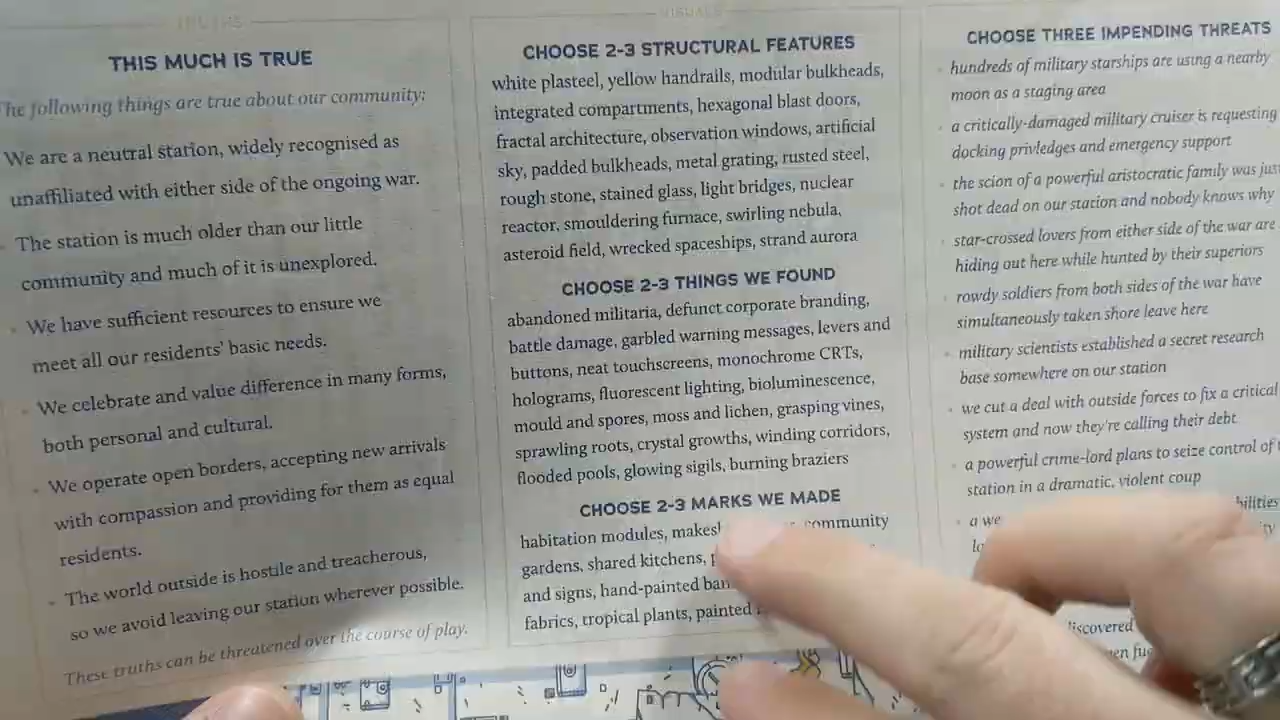 TRUTHS
THIS MUCH IS TRUE
The following things are true about our community:
We are a neutral station, widely recognised as
unaffiliated with either side of the ongoing war.
The station is much older than our little
community and much of it is unexplored.
We have sufficient resources to ensure we
meet all our residents' basic needs.
We celebrate and value difference in many forms,
both personal and cultural.
We operate open borders, accepting new arrivals
with compassion and providing for them as equal
residents.
The world outside is hostile and treacherous,
so we avoid leaving our station wherever possible.
These truths can be threatened over the course of play.
VISUALS
CHOOSE 2-3 STRUCTURAL FEATURES
white plasteel, yellow handrails, modular bulkheads,
integrated compartments, hexagonal blast doors,
fractal architecture, observation windows, artificial
sky, padded bulkheads, metal grating, rusted steel,
rough stone, stained glass, light bridges, nuclear
reactor, smouldering furnace, swirling nebula,
asteroid field, wrecked spaceships, strand aurora
CHOOSE 2-3 THINGS WE FOUND
abandoned militaria, defunct corporate branding,
battle damage, garbled warning messages, levers and
buttons, neat touchscreens, monochrome CRTs,
holograms, fluorescent lighting, bioluminescence,
mould and spores, moss and lichen, grasping vines,
sprawling roots, crystal growths, winding corridors,
flooded pools, glowing sigils, burning braziers
CHOOSE 2-3 MARKS WE MADE
habitation modules, community
gardens, shared kitchens,
and signs, hand-painted
fabrics, tropical plants, painted
CHOOSE THREE IMPENDING THREATS
hundreds of military starships are using a nearby
moon as a staging area
a critically-damaged military cruiser is requesting
docking privledges and emergency support
the scion of a powerful aristocratic family was just
shot dead on our station and nobody knows why
star-crossed lovers from either side of the war are
hiding out here while hunted by their superiors
rowdy soldiers from both sides of the war have
simultaneously taken shore leave here
military scientists established a secret research
base somewhere on our station
we cut a deal with outside forces to fix a critical
system and now they're calling their debt
a powerful crime-lord plans to seize control of
station in a dramatic, violent coup
a